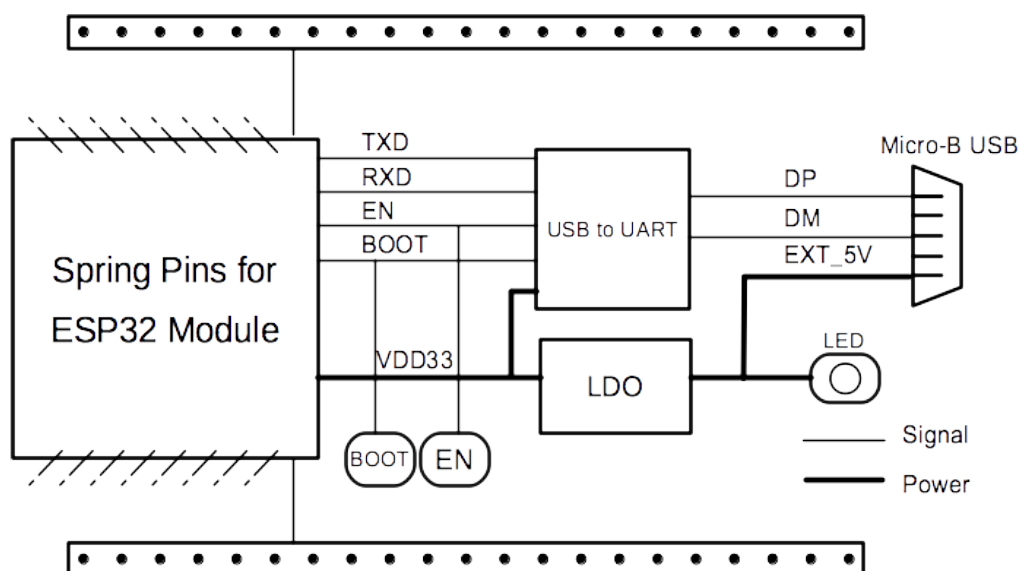 TXD
RXD
EN
BOOT
Spring Pins for
ESP32 Module
VDD33
BOOT
EN
USB to UART
LDO
DP
DM
EXT_5V
Micro-B USB
LED
Signal
Power